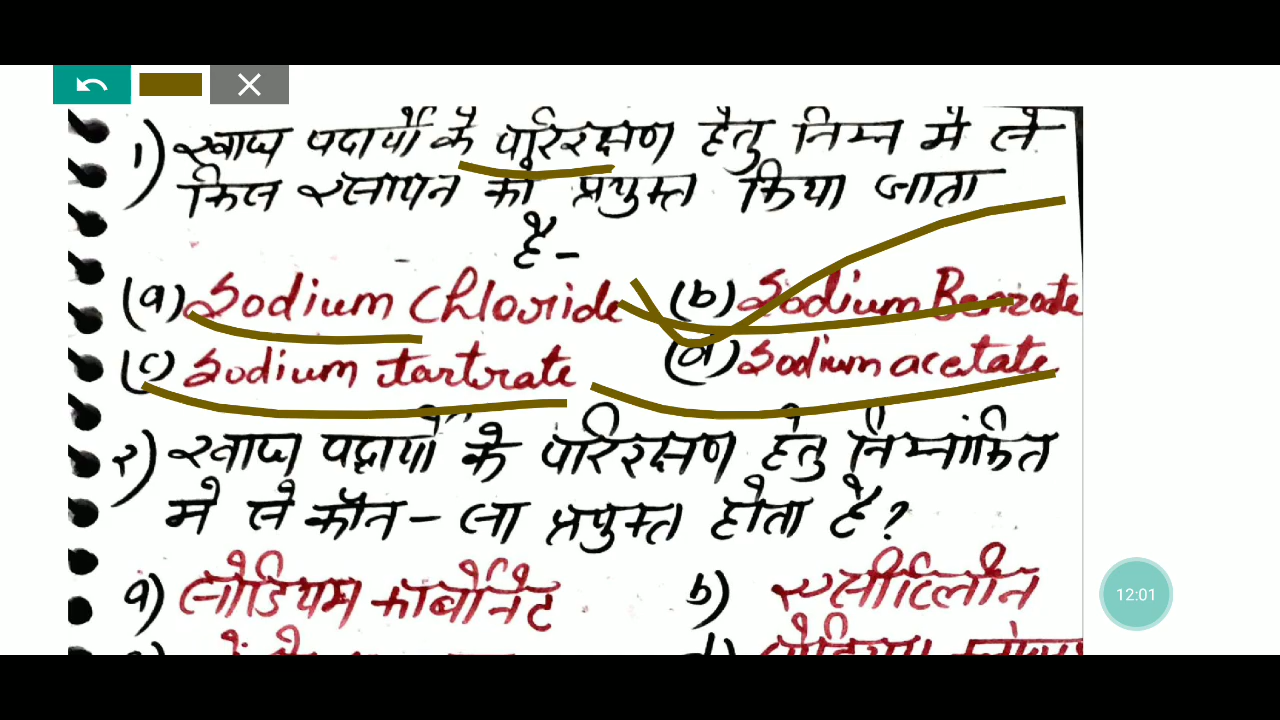 1) खाद्य पदार्थो के परिरक्षण हेतु निम्न मे से
किस रसायन को प्रयुक्त किया जाता
है-
(a) Sodium Chloride (b) Sodium Benzoate
(c) Sodium tartrate (d) Sodium acetate
२) खाद्य पदार्थो के परिरक्षण हेतु निम्नांकित
मे से कौन-सा प्रयुक्त होता है?
a) सोडियम कार्बोनेट b) एसीटिलीन
12:01